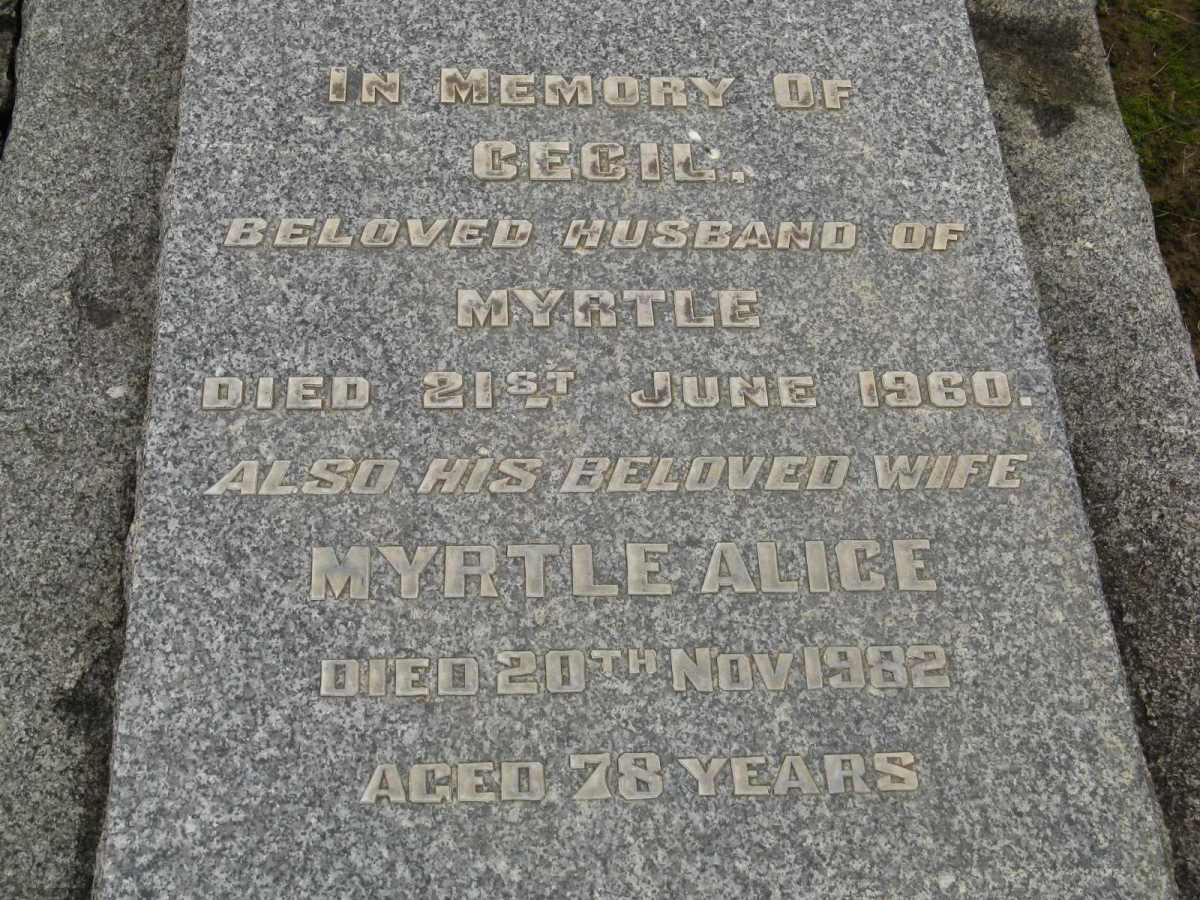 IN MEMORY OF
CECIL.
BELOVED HUSBAND OF
MYRTLE
DIED 21ST JUNE 1960.
ALSO HIS BELOVED WIFE
MYRTLE ALICE
DIED 20TH NOV 1982
AGED 78 YEARS